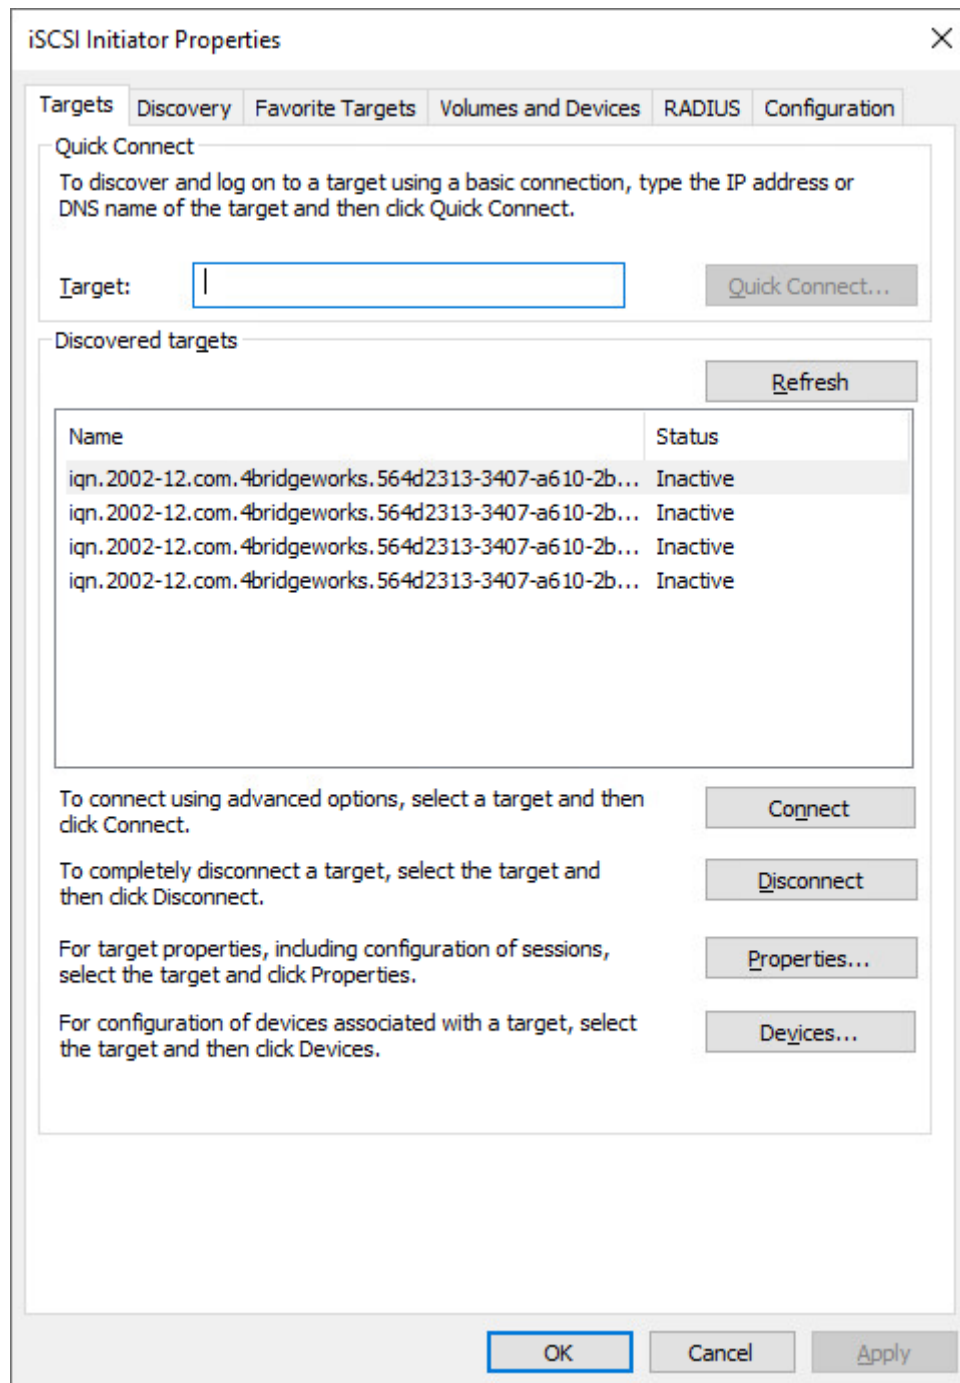 iSCSI Initiator Properties
Targets Discovery Favorite Targets Volumes and Devices RADIUS Configuration
Quick Connect
To discover and log on to a target using a basic connection, type the IP address or
DNS name of the target and then click Quick Connect.
Target: Quick Connect...
Discovered targets
Refresh
Name Status
iqn.2002-12.com.4bridgeworks.564d2313-3407-a610-2b... Inactive
iqn.2002-12.com.4bridgeworks.564d2313-3407-a610-2b... Inactive
iqn.2002-12.com.4bridgeworks.564d2313-3407-a610-2b... Inactive
iqn.2002-12.com.4bridgeworks.564d2313-3407-a610-2b... Inactive
To connect using advanced options, select a target and then
click Connect.
Connect
To completely disconnect a target, select the target and
then click Disconnect.
Disconnect
For target properties, including configuration of sessions,
select the target and click Properties.
Properties...
For configuration of devices associated with a target, select
the target and then click Devices.
Devices...
OK Cancel Apply